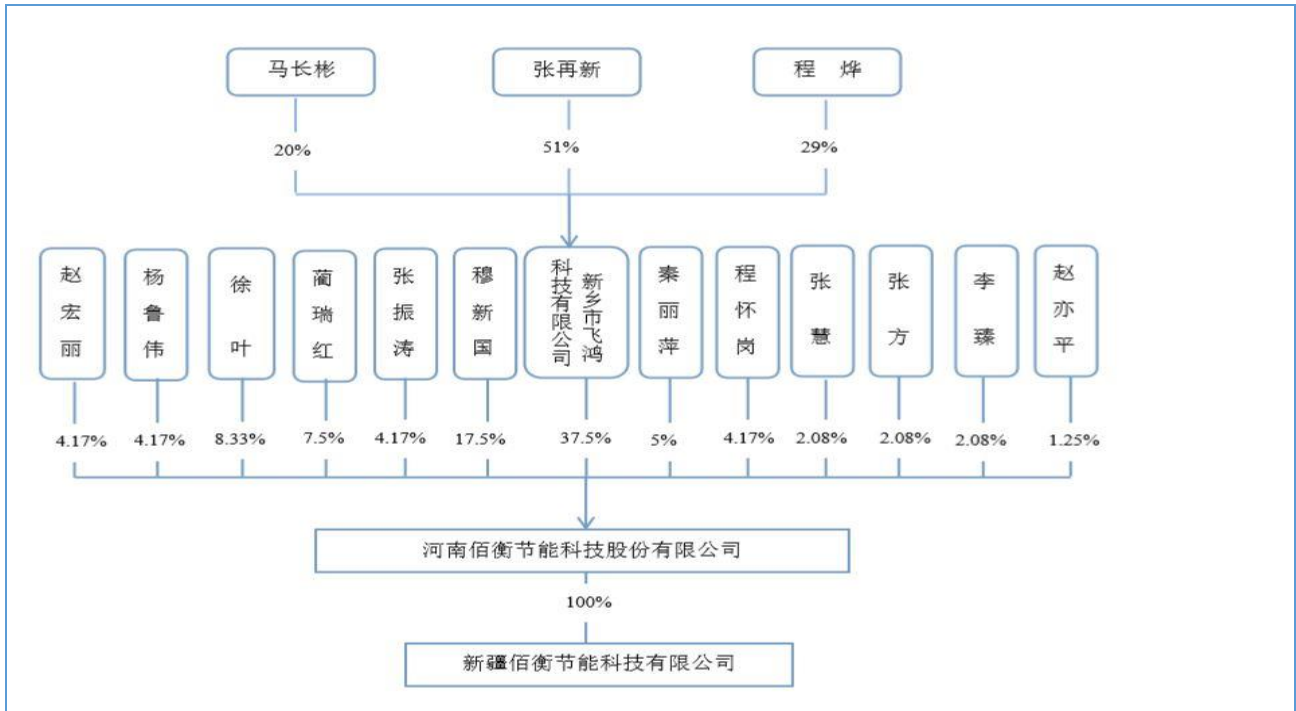 马长彬
张再新
程 烨
20%
51%
29%
赵宏丽
杨鲁伟
徐叶
蔺瑞红
张振涛
穆新国
新乡市飞鸿
科技有限公司
秦丽萍
程怀岗
张慧
张方
李臻
赵亦平
4.17%
4.17%
8.33%
7.5%
4.17%
17.5%
37.5%
5%
4.17%
2.08%
2.08%
2.08%
1.25%
河南佰衡节能科技股份有限公司
100%
新疆佰衡节能科技有限公司